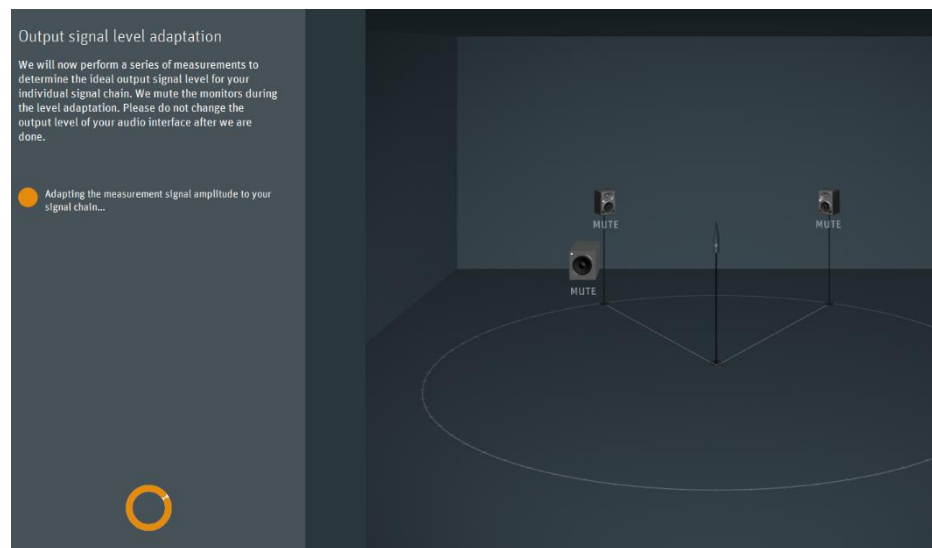 Output signal level adaptation
We will now perform a series of measurements to
determine the ideal output signal level for your
individual signal chain. We mute the monitors during
the level adaptation. Please do not change the
output level of your audio interface after we are
done.
Adapting the measurement signal amplitude to your
signal chain...
MUTE
MUTE
MUTE